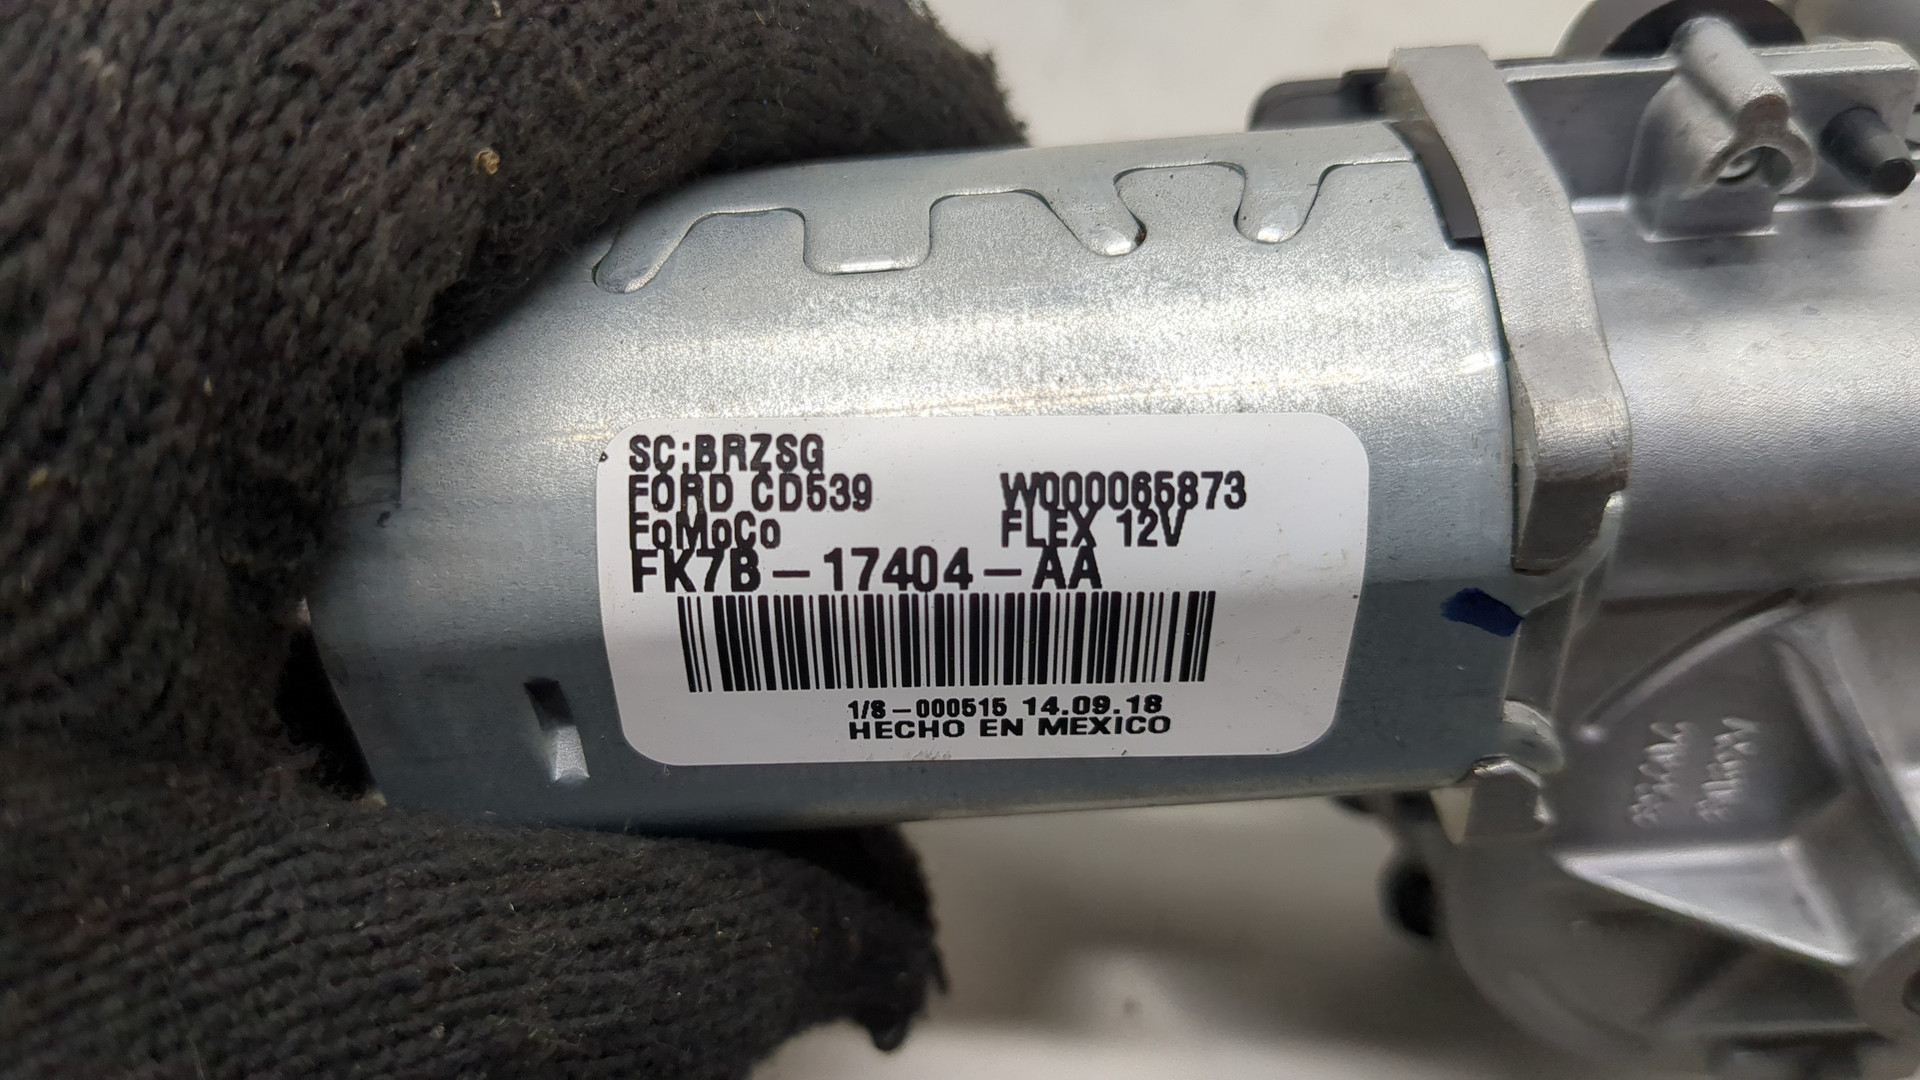 SC:BRZSG
FORD CD539 W000065873
FoMoCo FLEX 12V
FK7B-17404-AA
1/8-000515 14.09.18
HECHO EN MEXICO